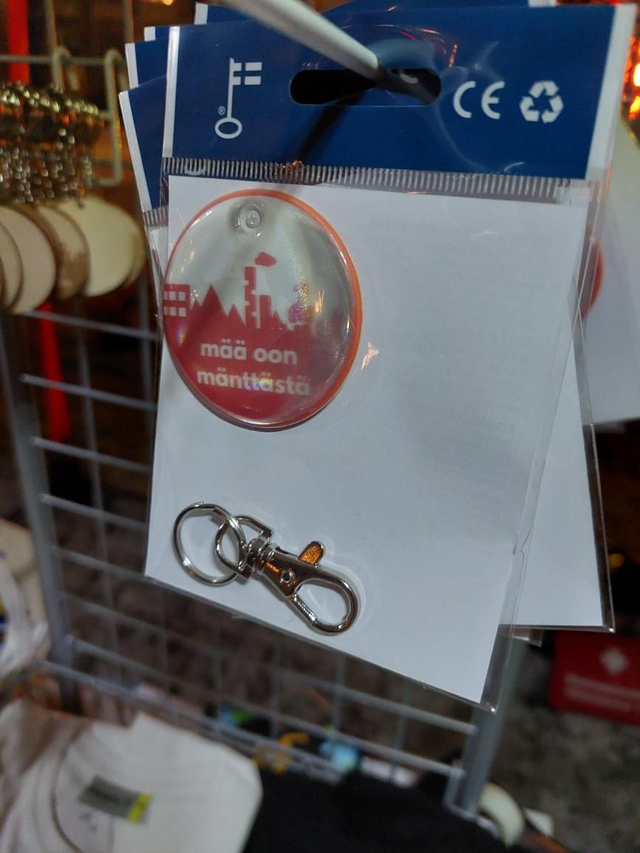 CE
mää oon
mänttästä